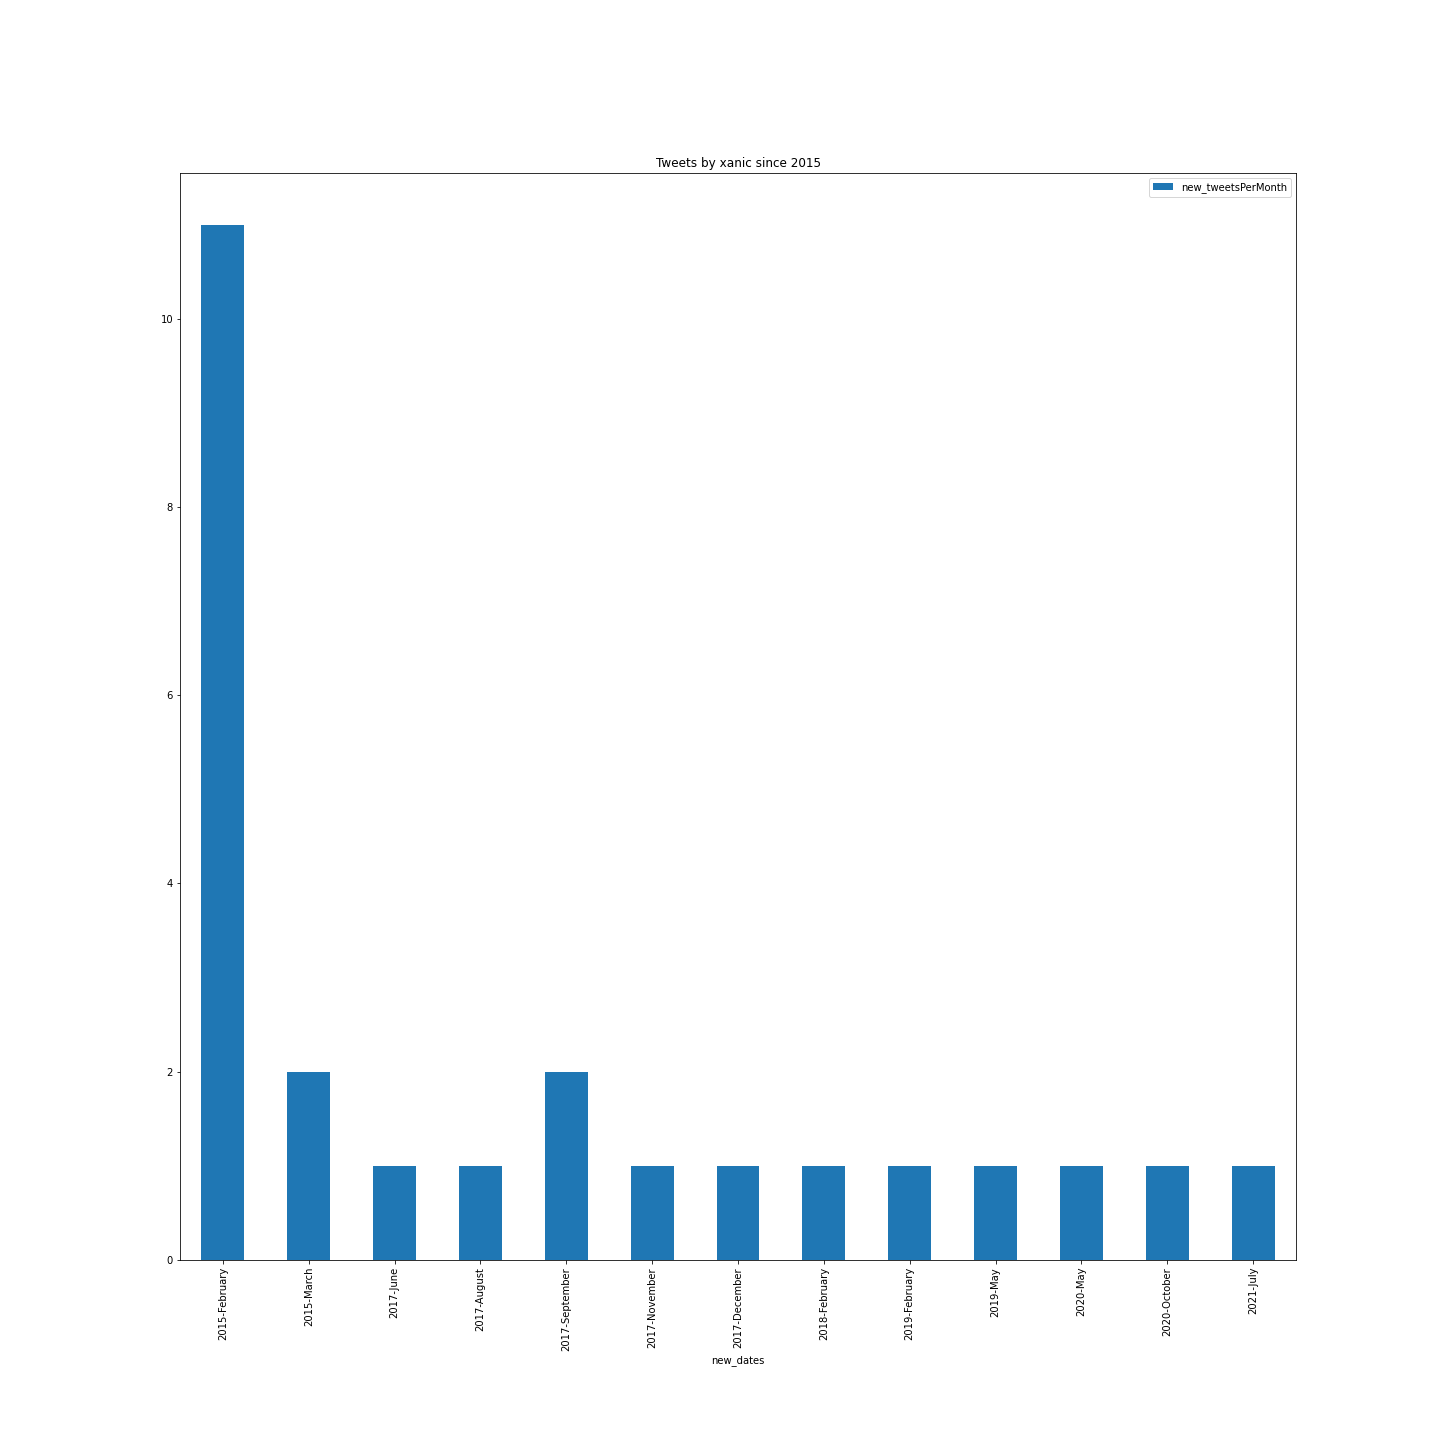 Tweets by xanic since 2015
new_tweetsPerMonth
10
8
6
4
2
0
2015-February
2015-March
2017-June
2017-August
2017-September
2017-November
2017-December
2018-February
2019-February
2019-May
2020-May
2020-October
2021-July
new_dates